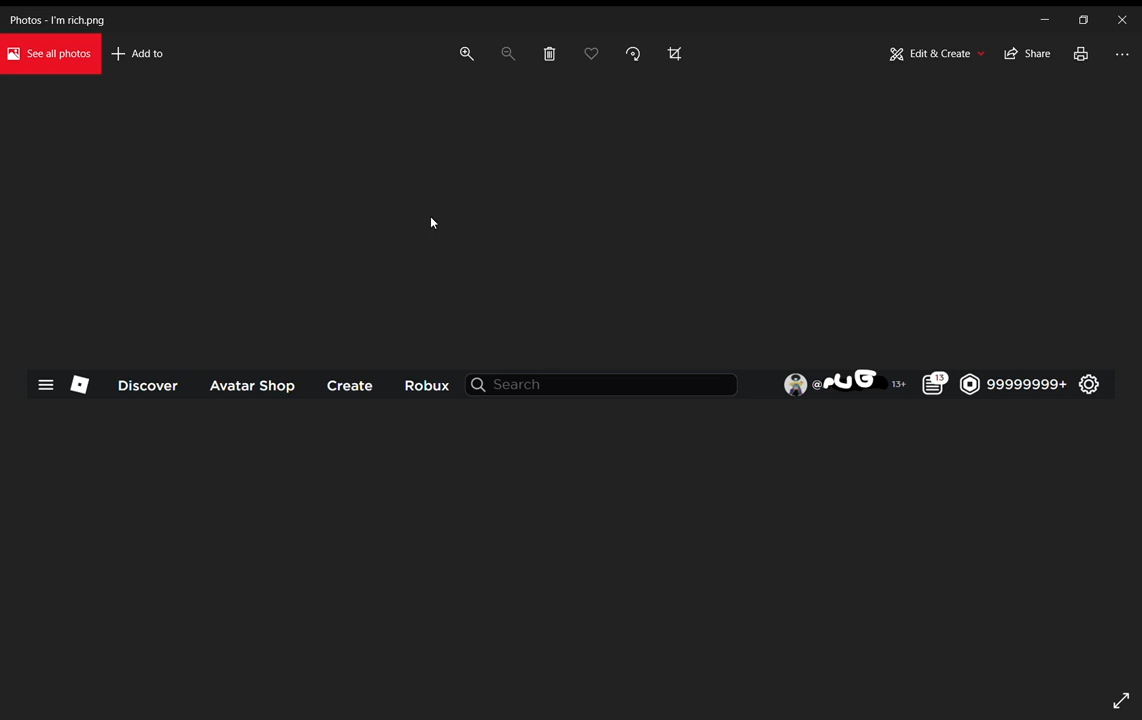 Photos - I'm rich.png
See all photos Add to Edit & Create Share
Discover Avatar Shop Create Robux Search @ 13+ 13 99999999+